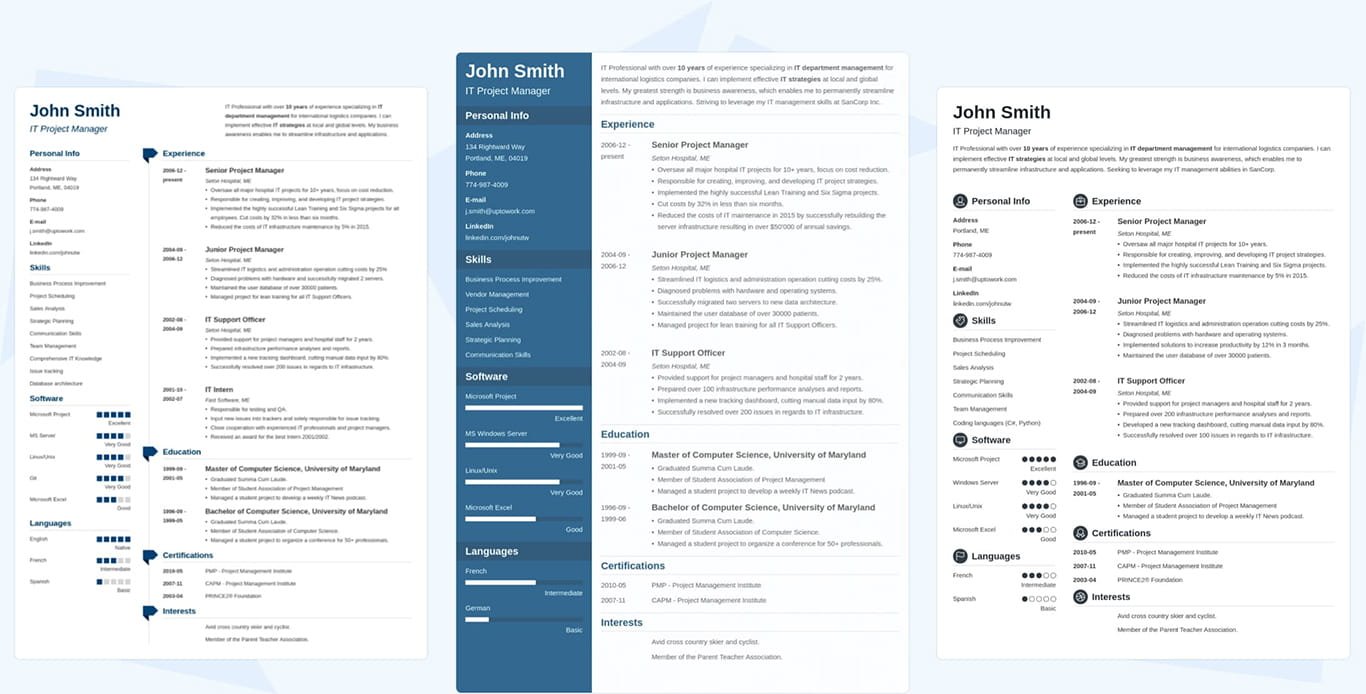 John Smith
IT Project Manager
IT Professional with over 10 years of experience specializing in IT
department management for international logistics companies. I can
implement effective IT strategies at local and global levels. My greatest strength is business
awareness enables me to streamline infrastructure and applications.
Personal Info
Address
134 Rightward Way
Portland, ME, 04019
Phone
774-987-4009
E-mail
j.smith@uptowork.com
LinkedIn
linkedin.com/johnutw
Skills
Business Process Improvement
Project Scheduling
Sales Analysis
Strategic Planning
Communication Skills
Team Management
Comprehensive IT Knowledge
Issue tracking
Database architecture
Software
Microsoft Project
Excellent
MS Server
Very Good
Linux/Unix
Very Good
Git
Very Good
Microsoft Excel
Good
Languages
English
Native
French
Intermediate
Spanish
Basic
Experience
2006-12 -
present
Senior Project Manager
Seton Hospital, ME
• Oversaw all major hospital IT projects for 10+ years, focus on cost reduction.
• Responsible for creating, improving, and developing IT project strategies.
• Implemented the highly successful Lean Training and Six Sigma projects for all
employees. Cut costs by 32% in less than six months.
• Reduced the costs of IT infrastructure maintenance by 5% in 2015.
2004-09 -
2006-12
Junior Project Manager
Seton Hospital, ME
• Streamlined IT logistics and administration operation cutting costs by 25%
• Diagnosed problems with hardware and successfully migrated 2 servers.
• Maintained the user database of over 30000 patients.
• Managed project for lean training for all IT Support Officers.
2002-08 -
2004-09
IT Support Officer
Seton Hospital, ME
• Provided support for project managers and hospital staff for 2 years.
• Prepared infrastructure performance analyses and reports.
• Implemented a new tracking dashboard, cutting manual data input by 80%
• Successfully resolved over 200 issues in regards to IT infrastructure.
2001-10 -
2002-07
IT Intern
Fast Software, ME
• Responsible for testing and QA.
• Input new issues into trackers and solely responsible for issue tracking.
• Close cooperation with experienced IT professionals and project managers.
• Received an award for the best Intern 2001/2002.
Education
1999-09 -
2001-05
Master of Computer Science, University of Maryland
• Graduated Summa Cum Laude.
• Member of Student Association of Project Management
• Managed a student project to develop a weekly IT News podcast.
1996-09 -
1999-05
Bachelor of Computer Science, University of Maryland
• Graduated Summa Cum Laude.
• Member of Student Association of Computer Science.
• Managed a student project to organize a conference for 50+ professionals.
Certifications
2010-05 PMP - Project Management Institute
2007-11 CAPM - Project Management Institute
2003-04 PRINCE2® Foundation
Interests
Avid cross country skier and cyclist
Member of the Parent Teacher Association.
John Smith
IT Project Manager
Personal Info
Address
134 Rightward Way
Portland, ME, 04019
Phone
774-987-4009
E-mail
j.smith@uptowork.com
LinkedIn
linkedin.com/johnutw
Skills
Business Process Improvement
Vendor Management
Project Scheduling
Sales Analysis
Strategic Planning
Communication Skills
Software
Microsoft Project
Excellent
MS Windows Server
Very Good
Linux/Unix
Very Good
Microsoft Excel
Good
Languages
French
Intermediate
German
Basic
IT Professional with over 10 years of experience specializing in IT department management for
international logistics companies. I can implement effective IT strategies at local and global
levels. My greatest strength is business awareness, which enables me to permanently streamline
infrastructure and applications. Striving to leverage my IT management skills at SanCorp Inc.
Experience
2006-12 -
present
Senior Project Manager
Seton Hospital, ME
• Oversaw all major hospital IT projects for 10+ years, focus on cost reduction.
• Responsible for creating, improving, and developing IT project strategies.
• Implemented the highly successful Lean Training and Six Sigma projects.
• Cut costs by 32% in less than six months.
• Reduced the costs of IT maintenance in 2015 by successfully rebuilding the
server infrastructure resulting in over $50'000 of annual savings.
2004-09 -
2006-12
Junior Project Manager
Seton Hospital, ME
• Streamlined IT logistics and administration operation cutting costs by 25%.
• Diagnosed problems with hardware and operating systems.
• Successfully migrated two servers to new data architecture.
• Maintained the user database of over 30000 patients.
• Managed project for lean training for all IT Support Officers.
2002-08 -
2004-09
IT Support Officer
Seton Hospital, ME
• Provided support for project managers and hospital staff for 2 years.
• Prepared over 100 infrastructure performance analyses and reports.
• Implemented a new tracking dashboard, cutting manual data input by 80%.
• Successfully resolved over 200 issues in regards to IT infrastructure.
Education
1999-09 -
2001-05
Master of Computer Science, University of Maryland
• Graduated Summa Cum Laude.
• Member of Student Association of Project Management
• Managed a student project to develop a weekly IT News podcast.
1996-09 -
1999-06
Bachelor of Computer Science, University of Maryland
• Graduated Summa Cum Laude.
• Member of Student Association of Computer Science.
• Managed a student project to organize a conference for 50+ professionals.
Certifications
2010-05 PMP - Project Management Institute
2007-11 CAPM - Project Management Institute
Interests
Avid cross country skier and cyclist.
Member of the Parent Teacher Association.
John Smith
IT Project Manager
IT Professional with over 10 years of experience specializing in IT department management for international logistics companies. I can
implement effective IT strategies at local and global levels. My greatest strength is business awareness, which enables me to
permanently streamline infrastructure and applications. Seeking to leverage my IT management abilities in SanCorp.
Personal Info
Address
Portland, ME
Phone
774-987-4009
E-mail
j.smith@uptowork.com
LinkedIn
linkedin.com/johnutw
Skills
Business Process Improvement
Project Scheduling
Sales Analysis
Strategic Planning
Communication Skills
Team Management
Coding languages (C#, Python)
Software
Microsoft Project
Excellent
Windows Server
Very Good
Linux/Unix
Very Good
Microsoft Excel
Good
Languages
French
Intermediate
Spanish
Basic
Experience
2006-12 -
present
Senior Project Manager
Seton Hospital, ME
• Oversaw all major hospital IT projects for 10+ years.
• Responsible for creating, improving, and developing IT project strategies.
• Implemented the highly successful Lean Training and Six Sigma projects.
• Reduced the costs of IT infrastructure maintenance by 5% in 2015.
2004-09 -
2006-12
Junior Project Manager
Seton Hospital, ME
• Streamlined IT logistics and administration operation cutting costs by 25%.
• Diagnosed problems with hardware and operating systems.
• Implemented solutions to increase productivity by 12% in 3 months.
• Maintained the user database of over 30000 patients.
2002-08 -
2004-09
IT Support Officer
Seton Hospital, ME
• Provided support for project managers and hospital staff for 2 years.
• Prepared over 200 infrastructure performance analyses and reports.
• Developed a new tracking dashboard, cutting manual data input by 80%.
• Successfully resolved over 100 issues in regards to IT infrastructure.
Education
1996-09 -
2001-05
Master of Computer Science, University of Maryland
• Graduated Summa Cum Laude.
• Member of Student Association of Project Management
• Managed a student project to develop a weekly IT News podcast.
Certifications
2010-05 PMP - Project Management Institute
2007-11 CAPM - Project Management Institute
2003-04 PRINCE2® Foundation
Interests
Avid cross country skier and cyclist.
Member of the Parent Teacher Association.